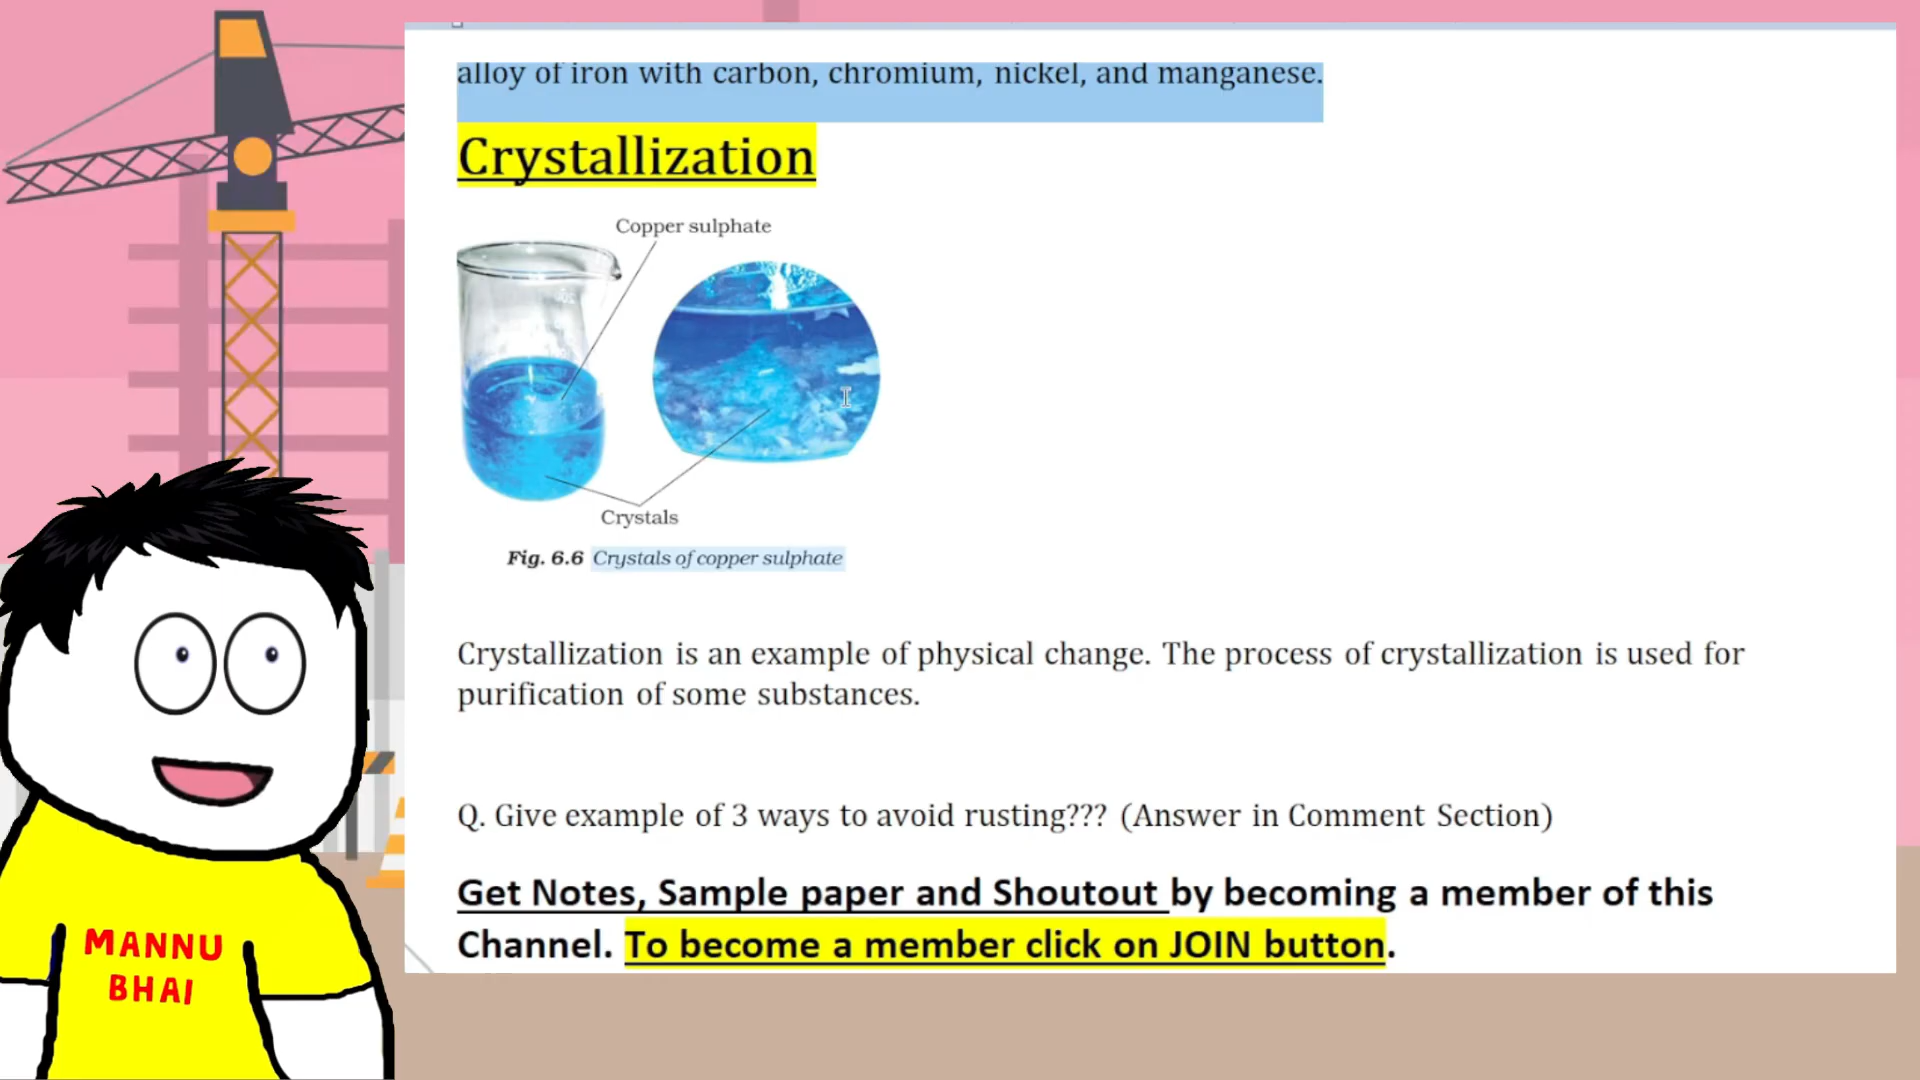 alloy of iron with carbon, chromium, nickel, and manganese.
Crystallization
Copper sulphate
Crystals
Fig. 6.6 Crystals of copper sulphate
Crystallization is an example of physical change. The process of crystallization is used for
purification of some substances.
Q. Give example of 3 ways to avoid rusting??? (Answer in Comment Section)
Get Notes, Sample paper and Shoutout by becoming a member of this
Channel. To become a member click on JOIN button.
MANNU
BHAI